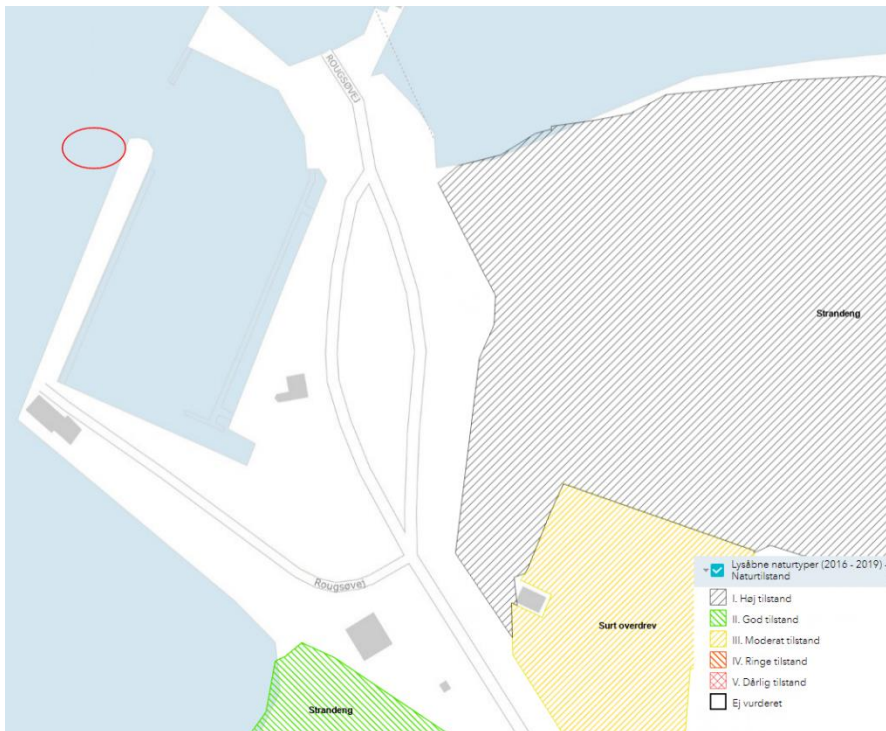 ROUGSØVEJ
Strandeng
Rougsøvej
Surt overdrev
Strandeng
Lysåbne naturtyper (2016 - 2019) -
Naturtilstand
I. Høj tilstand
II. God tilstand
III. Moderat tilstand
IV. Ringe tilstand
V. Dårlig tilstand
Ej vurderet